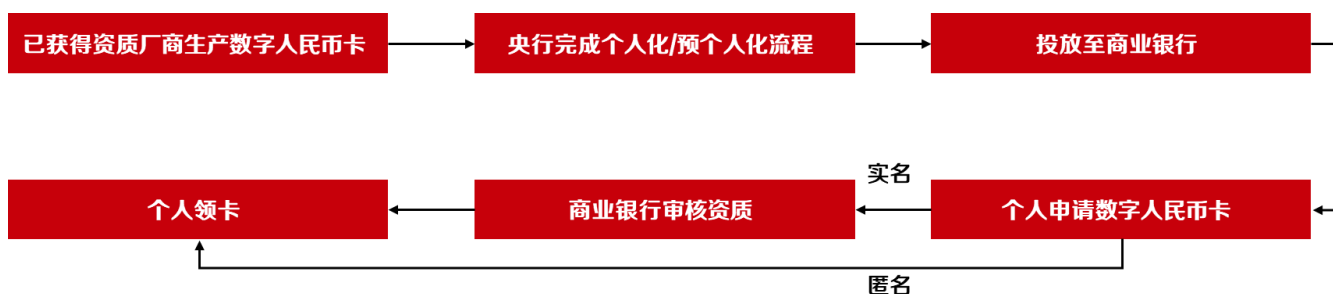 已获得资质厂商生产数字人民币卡
央行完成个人化/预个人化流程
投放至商业银行
实名
个人领卡
商业银行审核资质
个人申请数字人民币卡
匿名